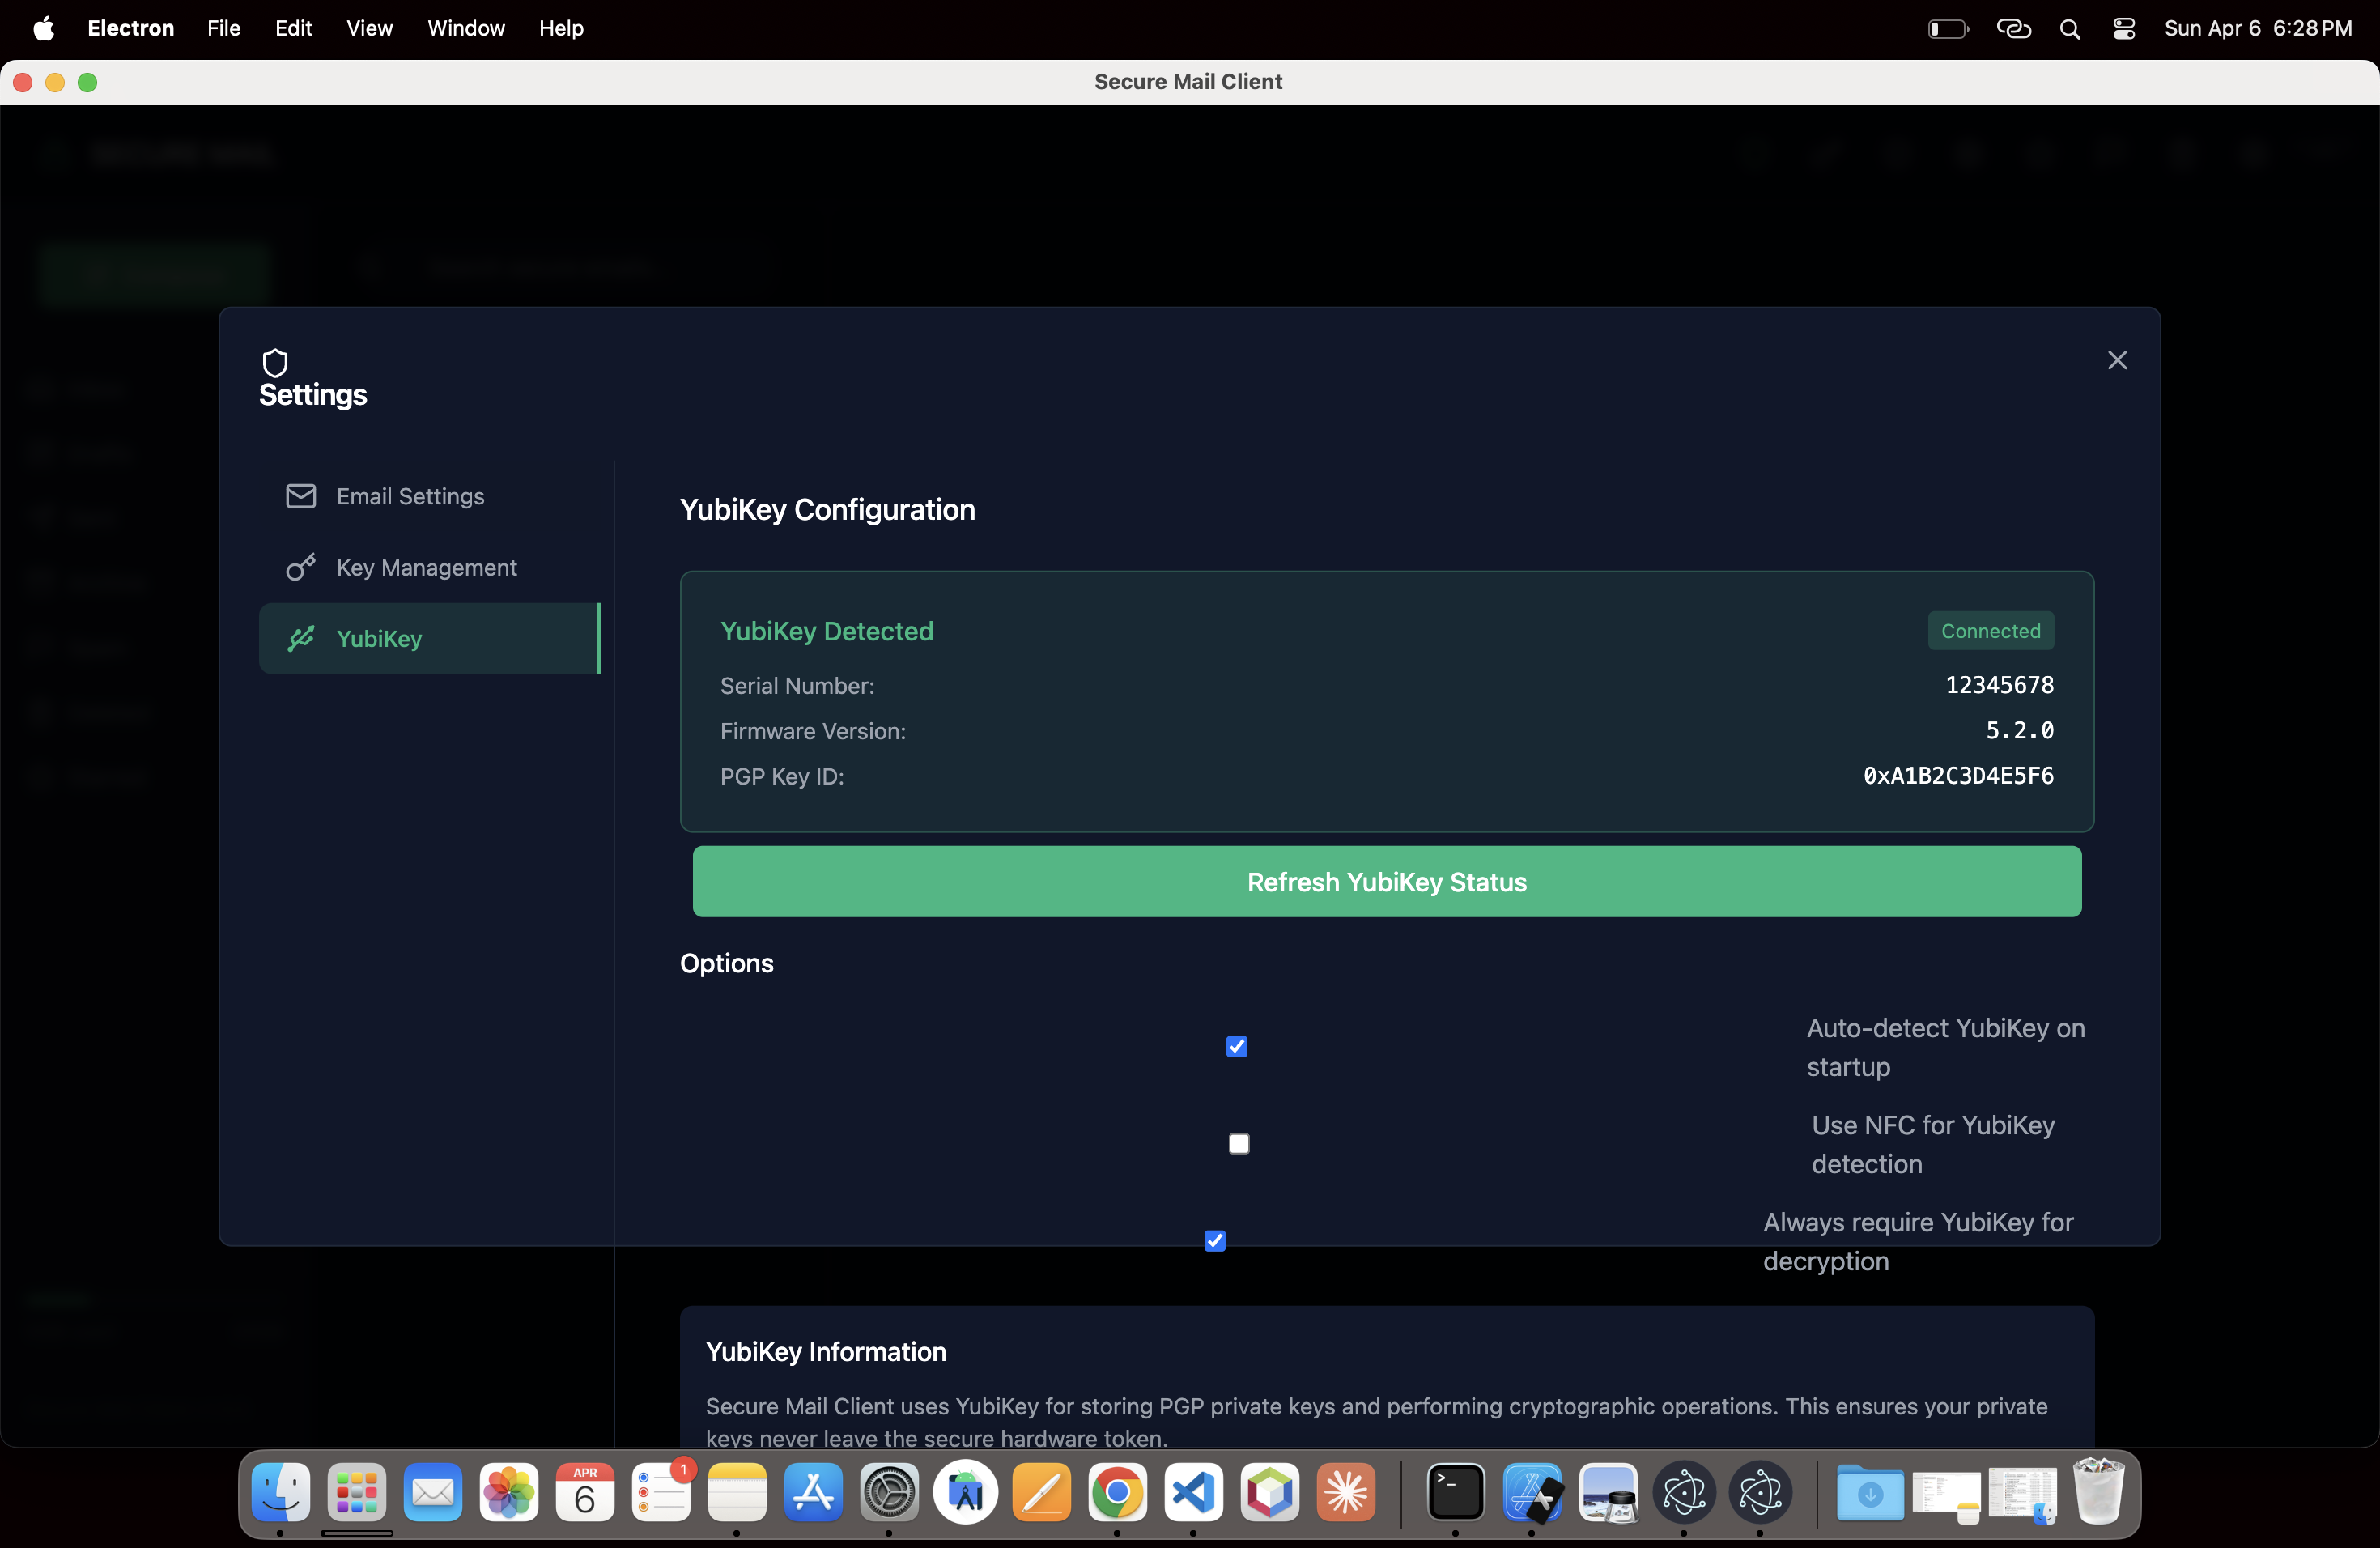 Electron File Edit View Window Help
Sun Apr 6 6:28 PM
Secure Mail Client
SECURE MAIL
Settings
Email Settings
Key Management
YubiKey
YubiKey Configuration
YubiKey Detected
Connected
Serial Number:
12345678
Firmware Version:
5.2.0
PGP Key ID:
0xA1B2C3D4E5F6
Refresh YubiKey Status
Options
Auto-detect YubiKey on
startup
Use NFC for YubiKey
detection
Always require YubiKey for
decryption
YubiKey Information
Secure Mail Client uses YubiKey for storing PGP private keys and performing cryptographic operations. This ensures your private
keys never leave the secure hardware token.
APR
6
1
>_